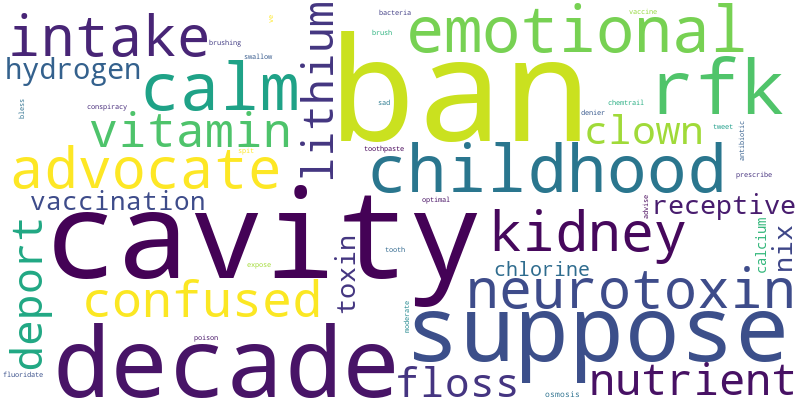 bacteria
vaccine
intake
emotional
brushing
brush
swallow
hydrogen
calm
lithium
ban
rfk
sad
chemtrail
conspiracy
bless
vitamin
denier
clown
tweet
antibiotic
advocate
toothpaste
childhood
prescribe
vaccination
cavity
optimal
advise
receptive
kidney
deport
toxin
tooth
calcium
nix
expose
chlorine
confused
neurotoxin
moderate
suppose
decade
poison
fluoridate
floss
nutrient
osmosis